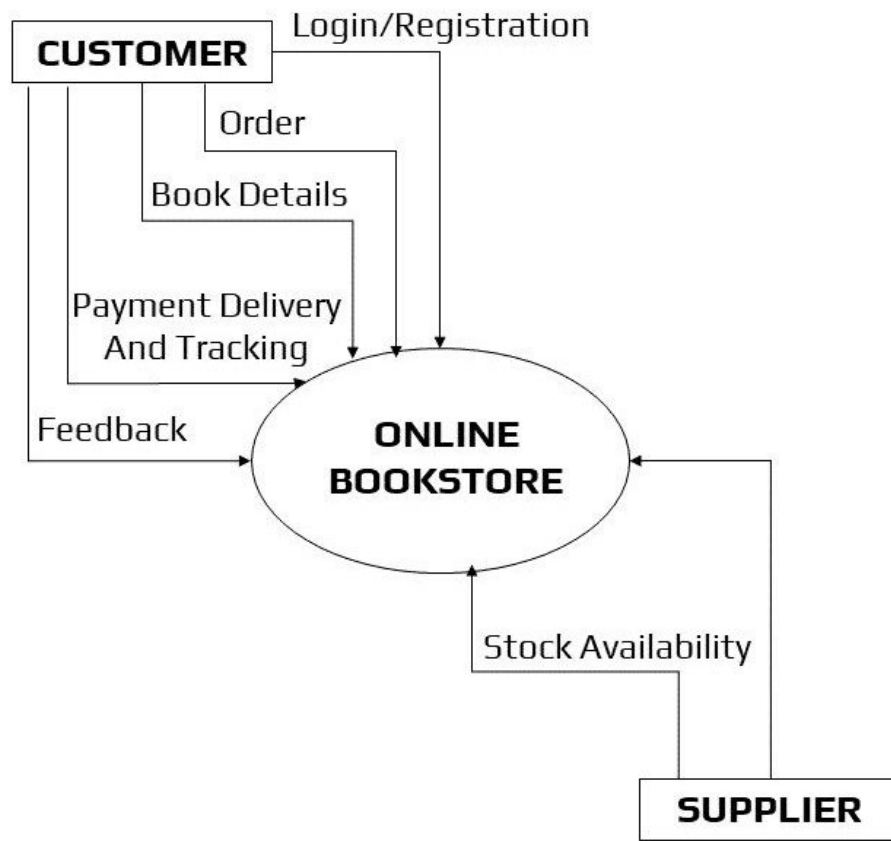 Login/Registration
CUSTOMER
Order
Book Details
Payment Delivery
And Tracking
Feedback
ONLINE
BOOKSTORE
Stock Availability
SUPPLIER